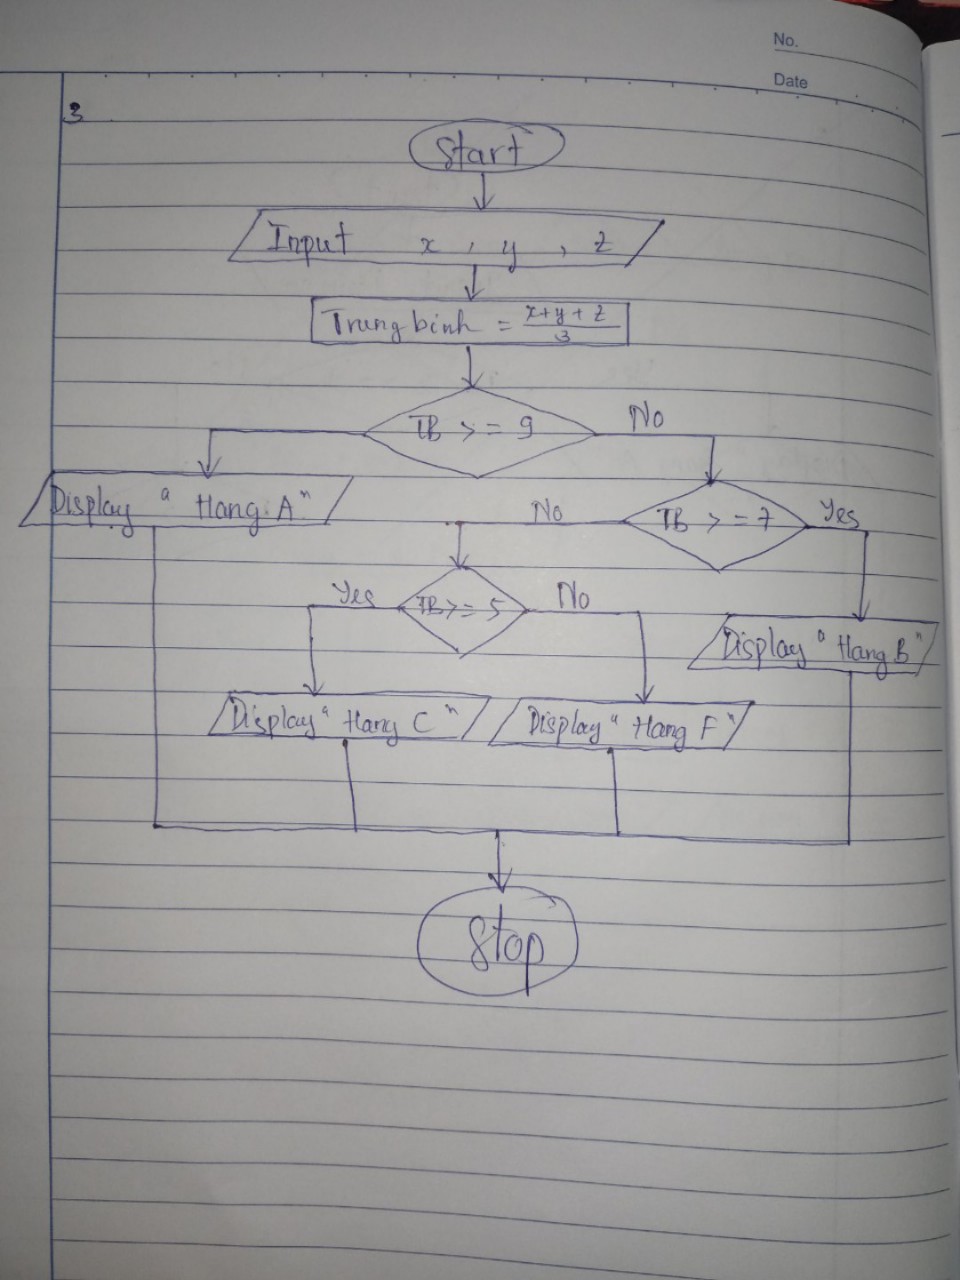 No.
Date
3
Start
Input x , y , z
Trung binh = x+y+z/3
TB >= 9 No
Display " Hang A"
No TB >= 7 Yes
Yes TB >= 5 No
Display " Hang B"
Display " Hang C " Display " Hang F "
Stop